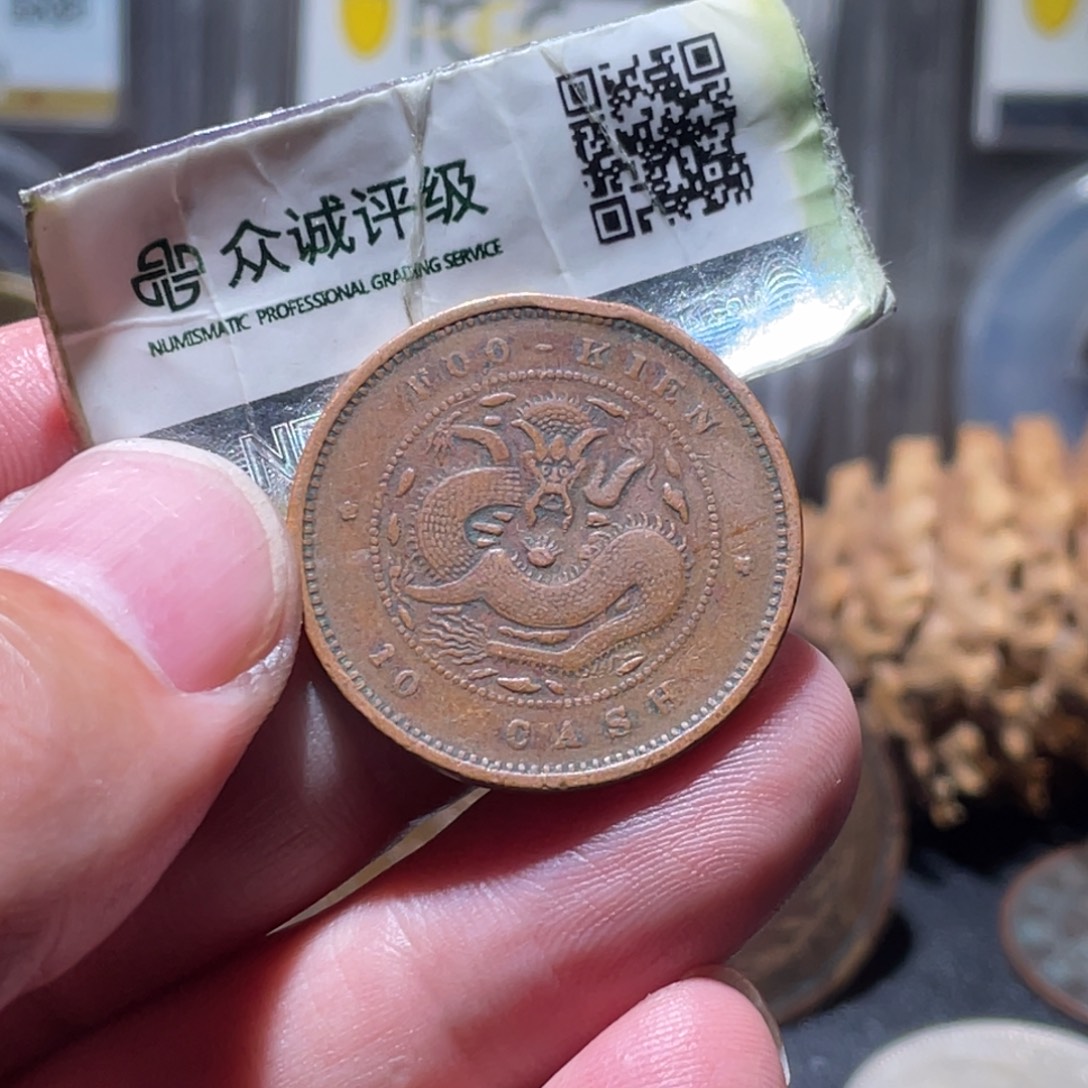 众诚评级
NUMISMATIC PROFESSIONAL GRADING SERVICE
FOO-KIEN
10 CASH